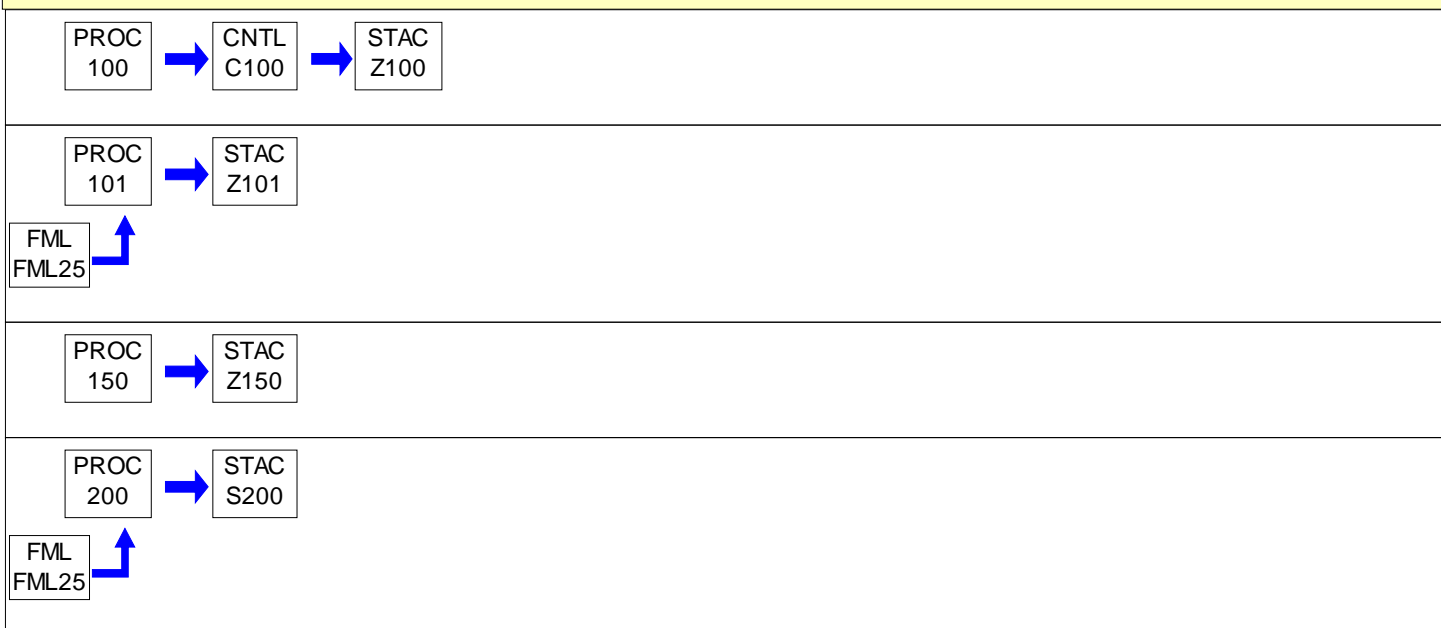 PROC
100
CNTL
C100
STAC
Z100
PROC
101
STAC
Z101
FML
FML25
PROC
150
STAC
Z150
PROC
200
STAC
S200
FML
FML25